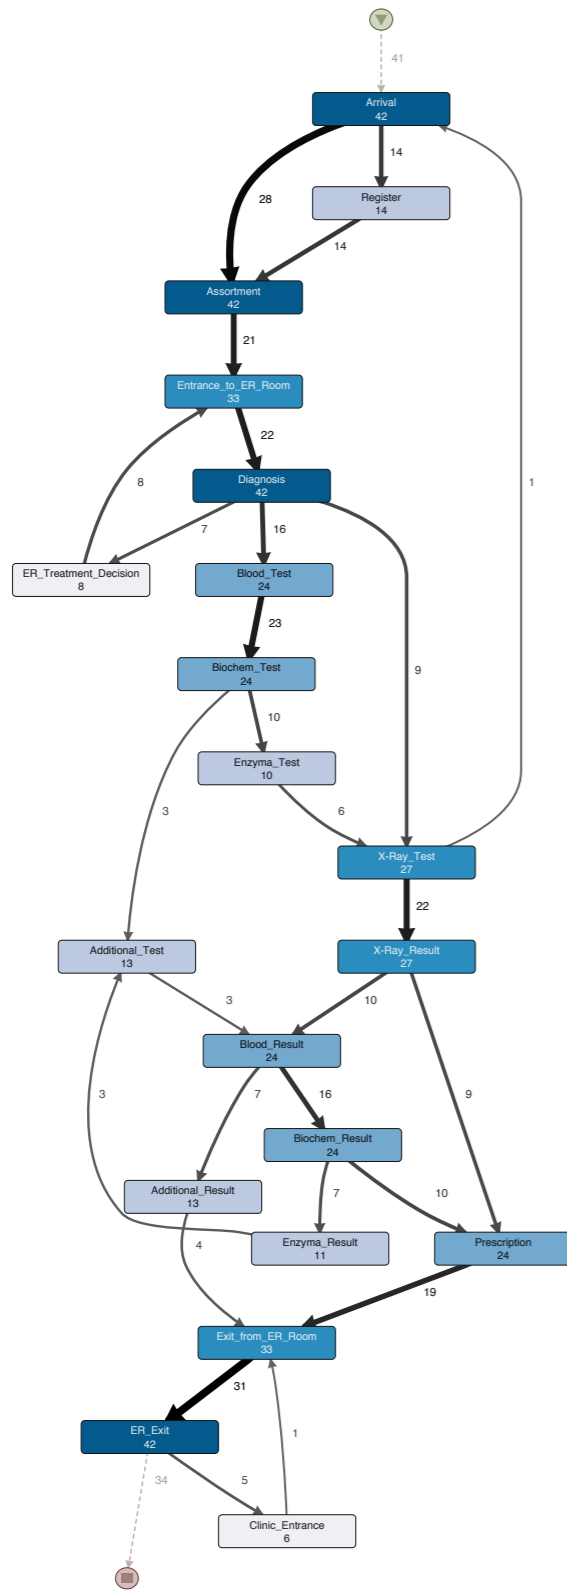 41
Arrival
42
14
28
Register
14
14
Assortment
42
21
Entrance_to_ER_Room
33
22
8
1
Diagnosis
42
7
16
ER_Treatment_Decision
8
Blood_Test
24
23
9
Biochem_Test
24
10
Enzyma_Test
10
3
6
X-Ray_Test
27
22
Additional_Test
13
X-Ray_Result
27
3
10
Blood_Result
24
3
7
16
9
Biochem_Result
24
Additional_Result
13
7
10
4
Enzyma_Result
11
Prescription
24
19
Exit_from_ER_Room
33
31
ER_Exit
42
1
34
5
Clinic_Entrance
6